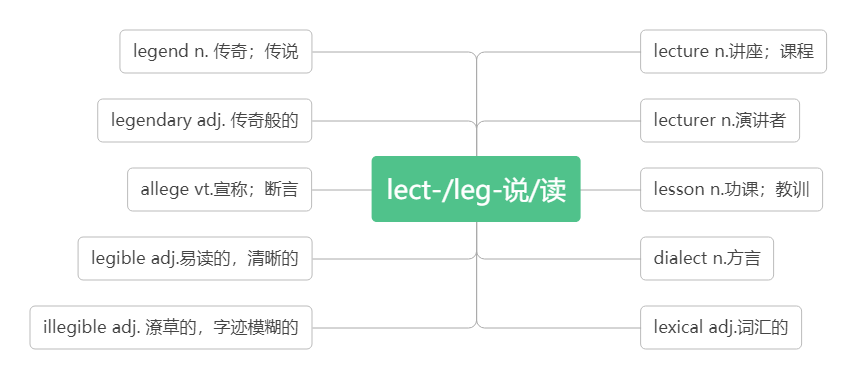 legend n. 传奇；传说
lecture n.讲座；课程
legendary adj. 传奇般的
lecturer n.演讲者
allege vt.宣称；断言
lect-/leg-说/读
lesson n.功课；教训
legible adj.易读的，清晰的
dialect n.方言
illegible adj. 潦草的，字迹模糊的
lexical adj.词汇的